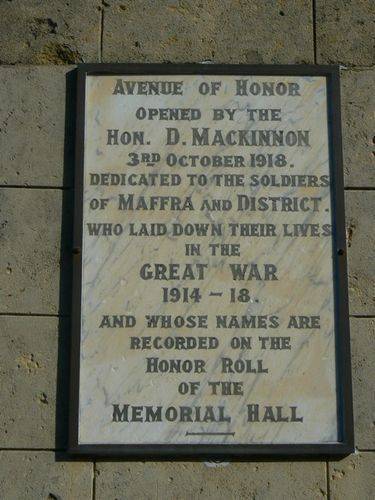 AVENUE OF HONOR
OPENED BY THE
HON. D. MACKINNON
3RD OCTOBER 1918.
DEDICATED TO THE SOLDIERS
OF MAFFRA AND DISTRICT.
WHO LAID DOWN THEIR LIVES
IN THE
GREAT WAR
1914-18.
AND WHOSE NAMES ARE
RECORDED ON THE
HONOR ROLL
OF THE
MEMORIAL HALL